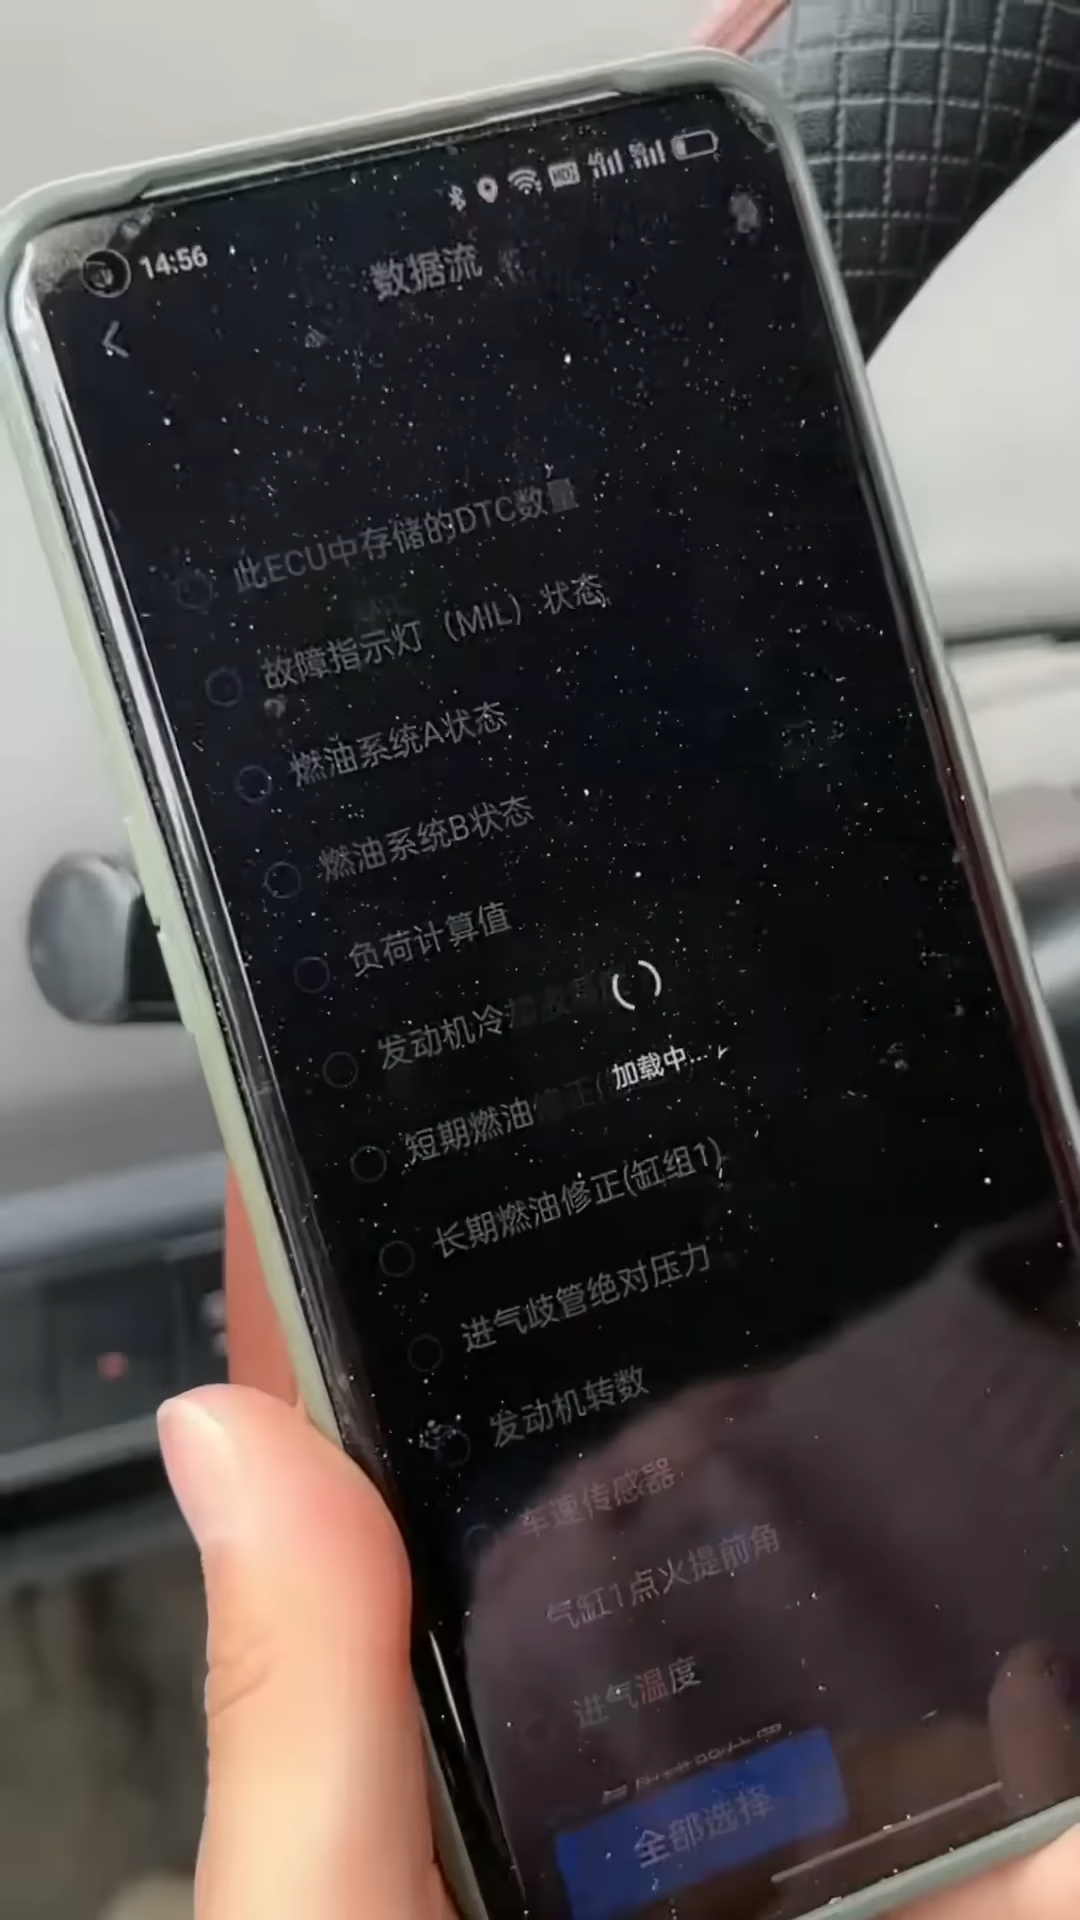 14:56
数据流
此ECU中存储的DTC数量
故障指示灯（MIL）状态
燃油系统A状态
燃油系统B状态
负荷计算值
发动机冷
加载中...
短期燃油修正(
长期燃油修正(缸组1)
进气歧管绝对压力
发动机转数
车速传感器
气缸1点火提前角
进气温度
全部选择